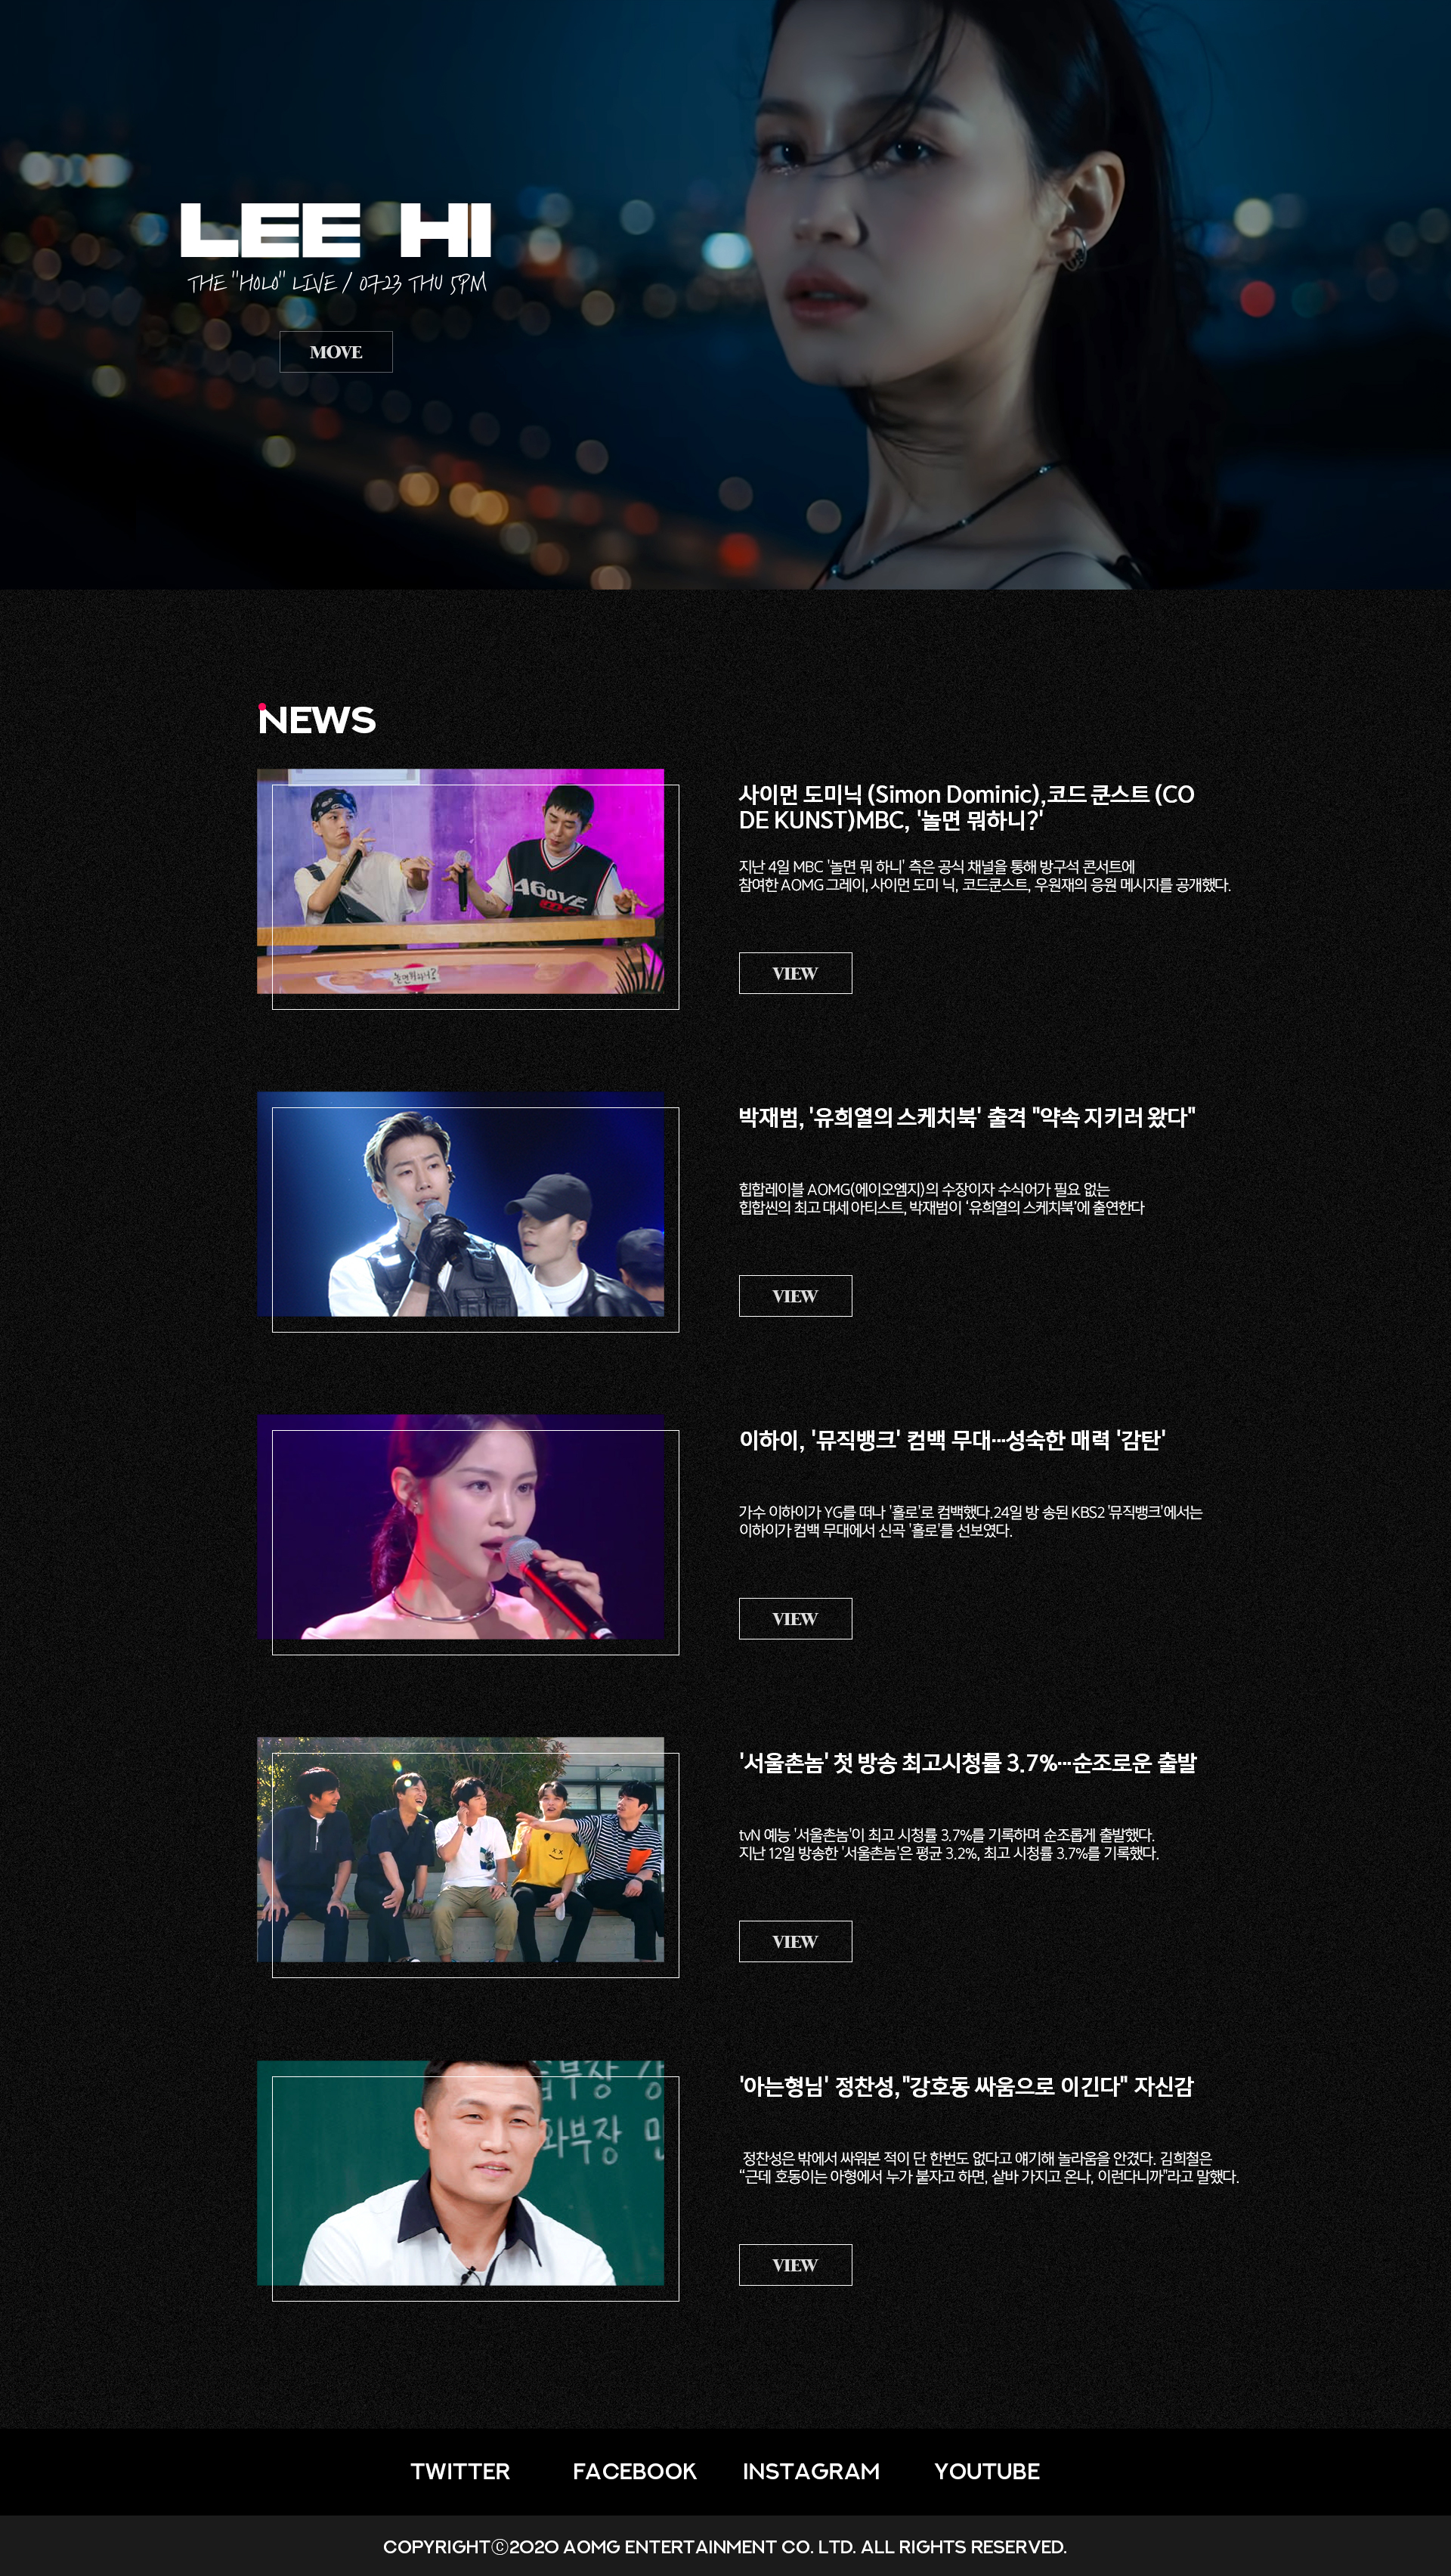 LEE HI
THE "HOLO" LIVE / 0723 THU 5PM
MOVE
NEWS
4GOVE
놀면 뭐하니?
사이먼 도미닉 (Simon Dominic),코드 쿤스트 (CO
DE KUNST)MBC, '놀면 뭐하니?'
지난 4일 MBC '놀면 뭐 하니' 측은 공식 채널을 통해 방구석 콘서트에
참여한 AOMG 그레이, 사이먼 도미 닉, 코드쿤스트, 우원재의 응원 메시지를 공개했다.
VIEW
박재범, '유희열의 스케치북' 출격 "약속 지키러 왔다"
힙합레이블 AOMG(에이오엠지)의 수장이자 수식어가 필요 없는
힙합씬의 최고 대세 아티스트, 박재범이 '유희열의 스케치북'에 출연한다
VIEW
이하이, '뮤직뱅크' 컴백 무대…성숙한 매력 '감탄'
가수 이하이가 YG를 떠나 '홀로'로 컴백했다.24일 방 송된 KBS2 '뮤직뱅크'에서는
이하이가 컴백 무대에서 신곡 '홀로'를 선보였다.
VIEW
'서울촌놈' 첫 방송 최고시청률 3.7%…순조로운 출발
tvN 예능 '서울촌놈'이 최고 시청률 3.7%를 기록하며 순조롭게 출발했다.
지난 12일 방송한 '서울촌놈'은 평균 3.2%, 최고 시청률 3.7%를 기록했다.
VIEW
부장
화부장 민
'아는형님' 정찬성,"강호동 싸움으로 이긴다" 자신감
정찬성은 밖에서 싸워본 적이 단 한번도 없다고 얘기해 놀라움을 안겼다. 김희철은
“근데 호동이는 아형에서 누가 붙자고 하면, 샅바 가지고 온나, 이런다니까"라고 말했다.
VIEW
TWITTER FACEBOOK INSTAGRAM YOUTUBE
COPYRIGHTⓒ2020 AOMG ENTERTAINMENT CO. LTD. ALL RIGHTS RESERVED.